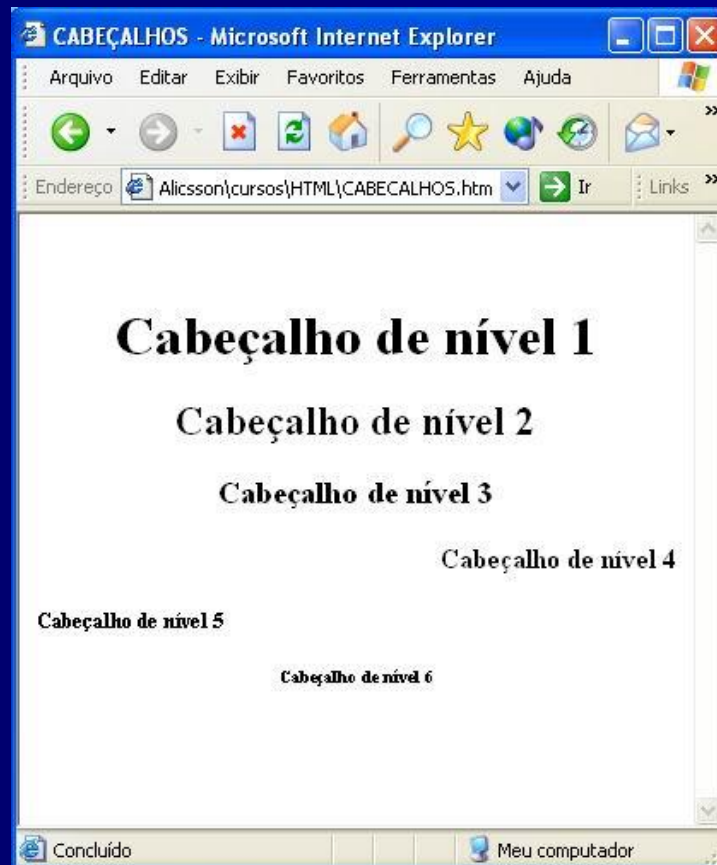 CABEÇALHOS - Microsoft Internet Explorer
Arquivo Editar Exibir Favoritos Ferramentas Ajuda
Endereço Alicsson\cursos\HTML\CABECALHOS.htm Ir Links
Cabeçalho de nível 1
Cabeçalho de nível 2
Cabeçalho de nível 3
Cabeçalho de nível 4
Cabeçalho de nível 5
Cabeçalho de nível 6
Concluído Meu computador